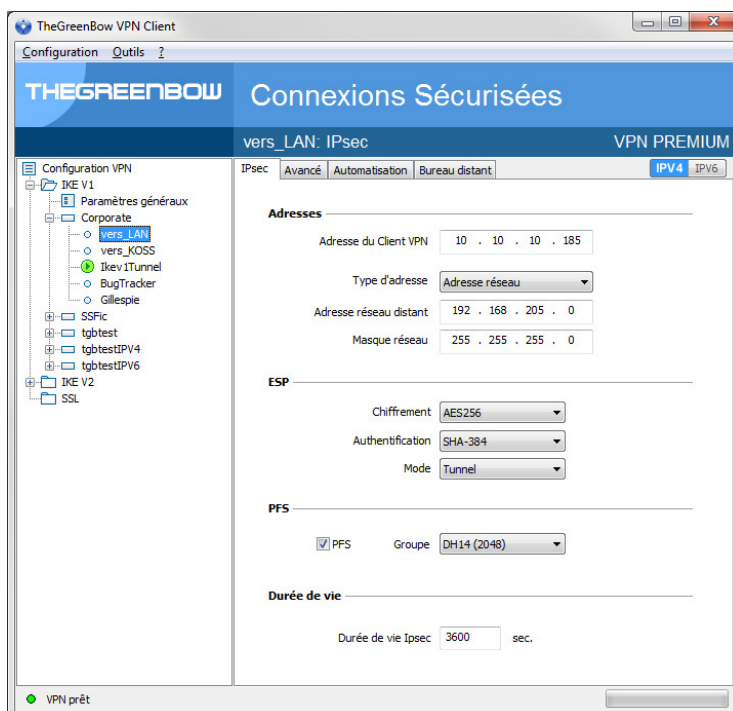 TheGreenBow VPN Client
Configuration Outils ?
THEGREENBOW
Connexions Sécurisées
vers_LAN: IPsec
VPN PREMIUM
Configuration VPN
IKE V1
Paramètres généraux
Corporate
vers_LAN
vers_KOSS
Ikev1Tunnel
BugTracker
Gillespie
SSFic
tgbtest
tgbtestIPV4
tgbtestIPV6
IKE V2
SSL
IPsec Avancé Automatisation Bureau distant
IPV4 IPV6
Adresses
Adresse du Client VPN 10 . 10 . 10 . 185
Type d'adresse Adresse réseau
Adresse réseau distant 192 . 168 . 205 . 0
Masque réseau 255 . 255 . 255 . 0
ESP
Chiffrement AES256
Authentification SHA-384
Mode Tunnel
PFS
PFS Groupe DH14 (2048)
Durée de vie
Durée de vie Ipsec 3600 sec.
VPN prêt